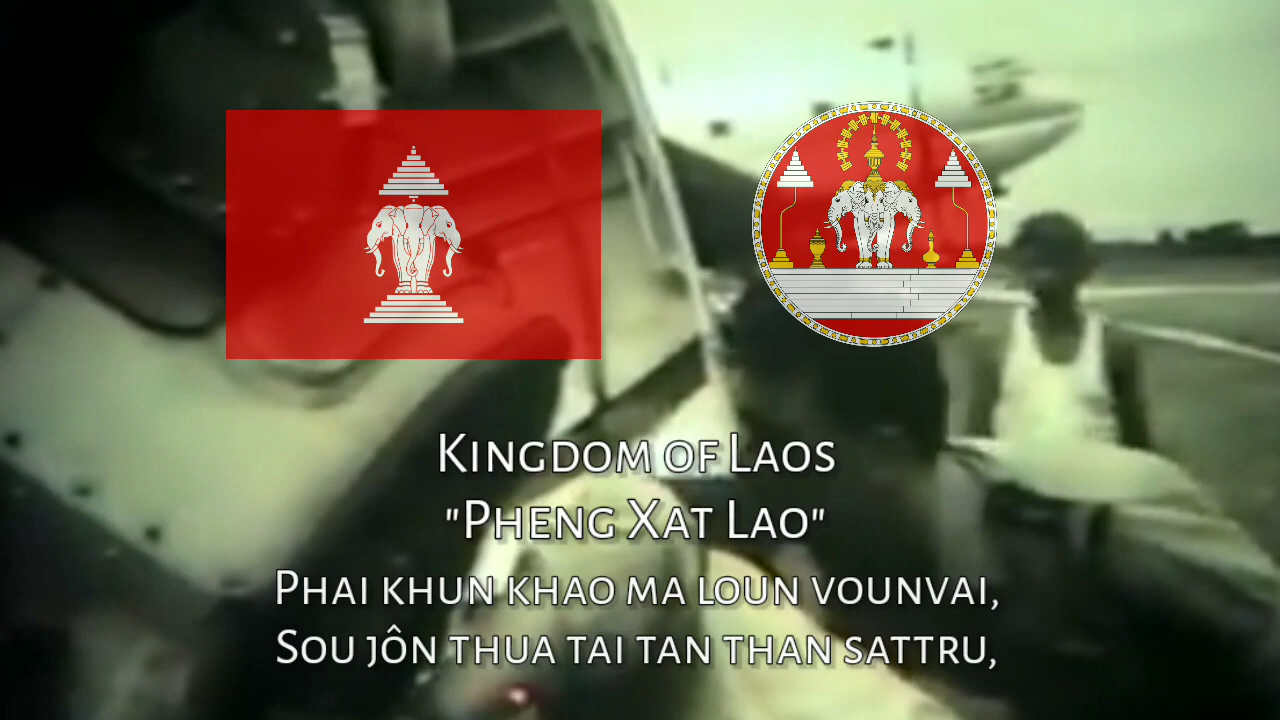 Kingdom of Laos
"Pheng Xat Lao"
Phai khun khao ma loun vounvai,
Sou jôn thua tai tan than sattru,